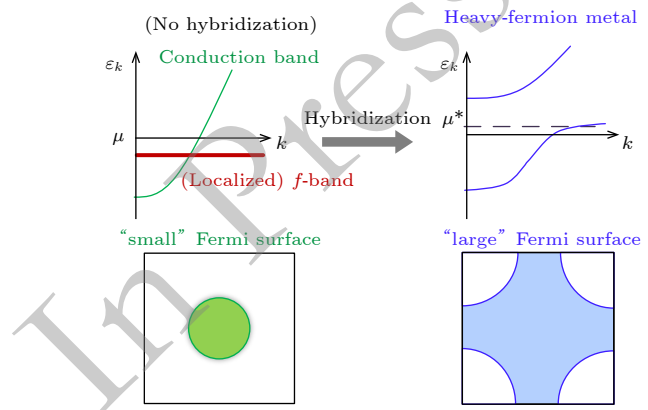 (No hybridization)
Heavy-fermion metal
εₖ
Conduction band
εₖ
μ
k
Hybridization
μ*
k
(Localized) f-band
"small" Fermi surface
"large" Fermi surface
In Press